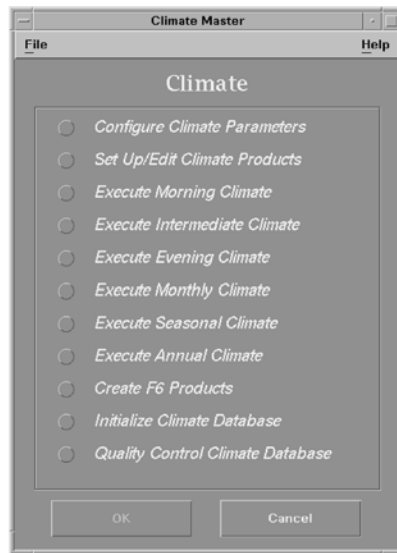 Climate Master
File Help
Climate
Configure Climate Parameters
Set Up/Edit Climate Products
Execute Morning Climate
Execute Intermediate Climate
Execute Evening Climate
Execute Monthly Climate
Execute Seasonal Climate
Execute Annual Climate
Create F6 Products
Initialize Climate Database
Quality Control Climate Database
OK Cancel